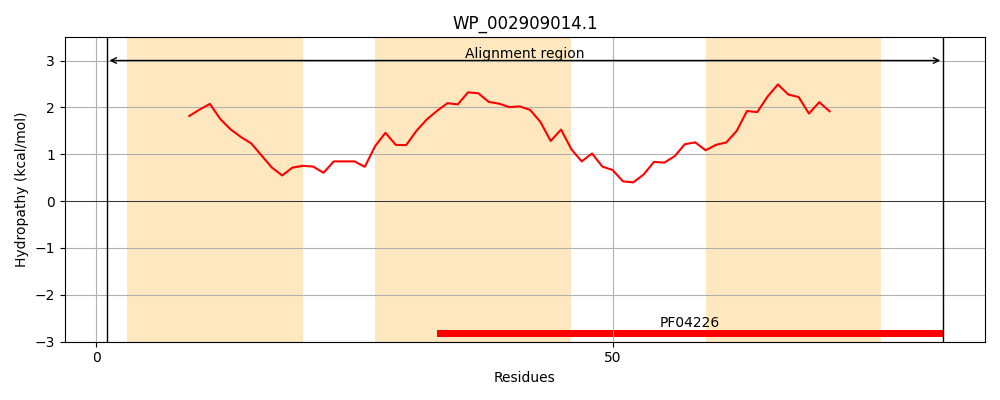 WP_002909014.1
Alignment region
3
2
1
0
−1
−2
−3
Hydropathy (kcal/mol)
PF04226
0
50
Residues